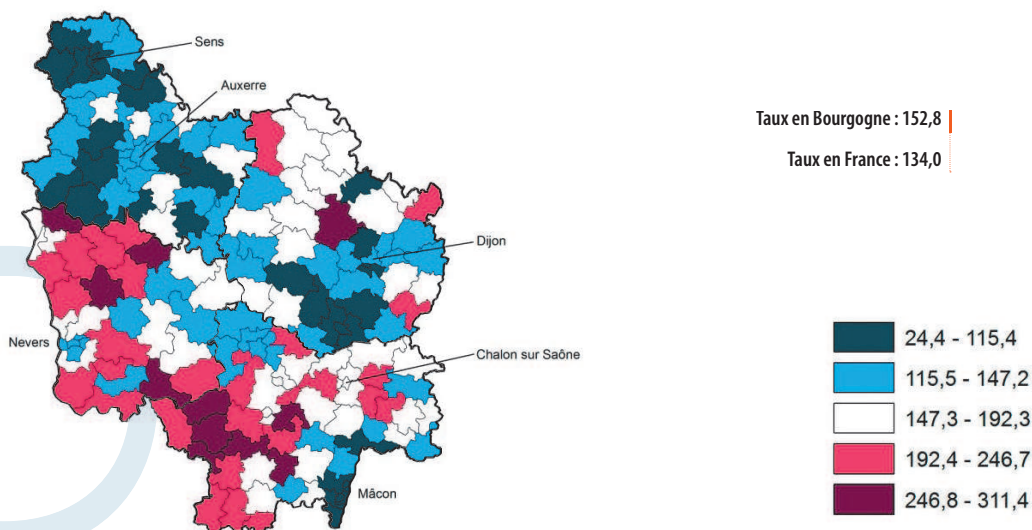 Sens
Auxerre
Taux en Bourgogne : 152,8
Taux en France : 134,0
Dijon
Nevers
Chalon sur Saône
Mâcon
24,4 - 115,4
115,5 - 147,2
147,3 - 192,3
192,4 - 246,7
246,8 - 311,4